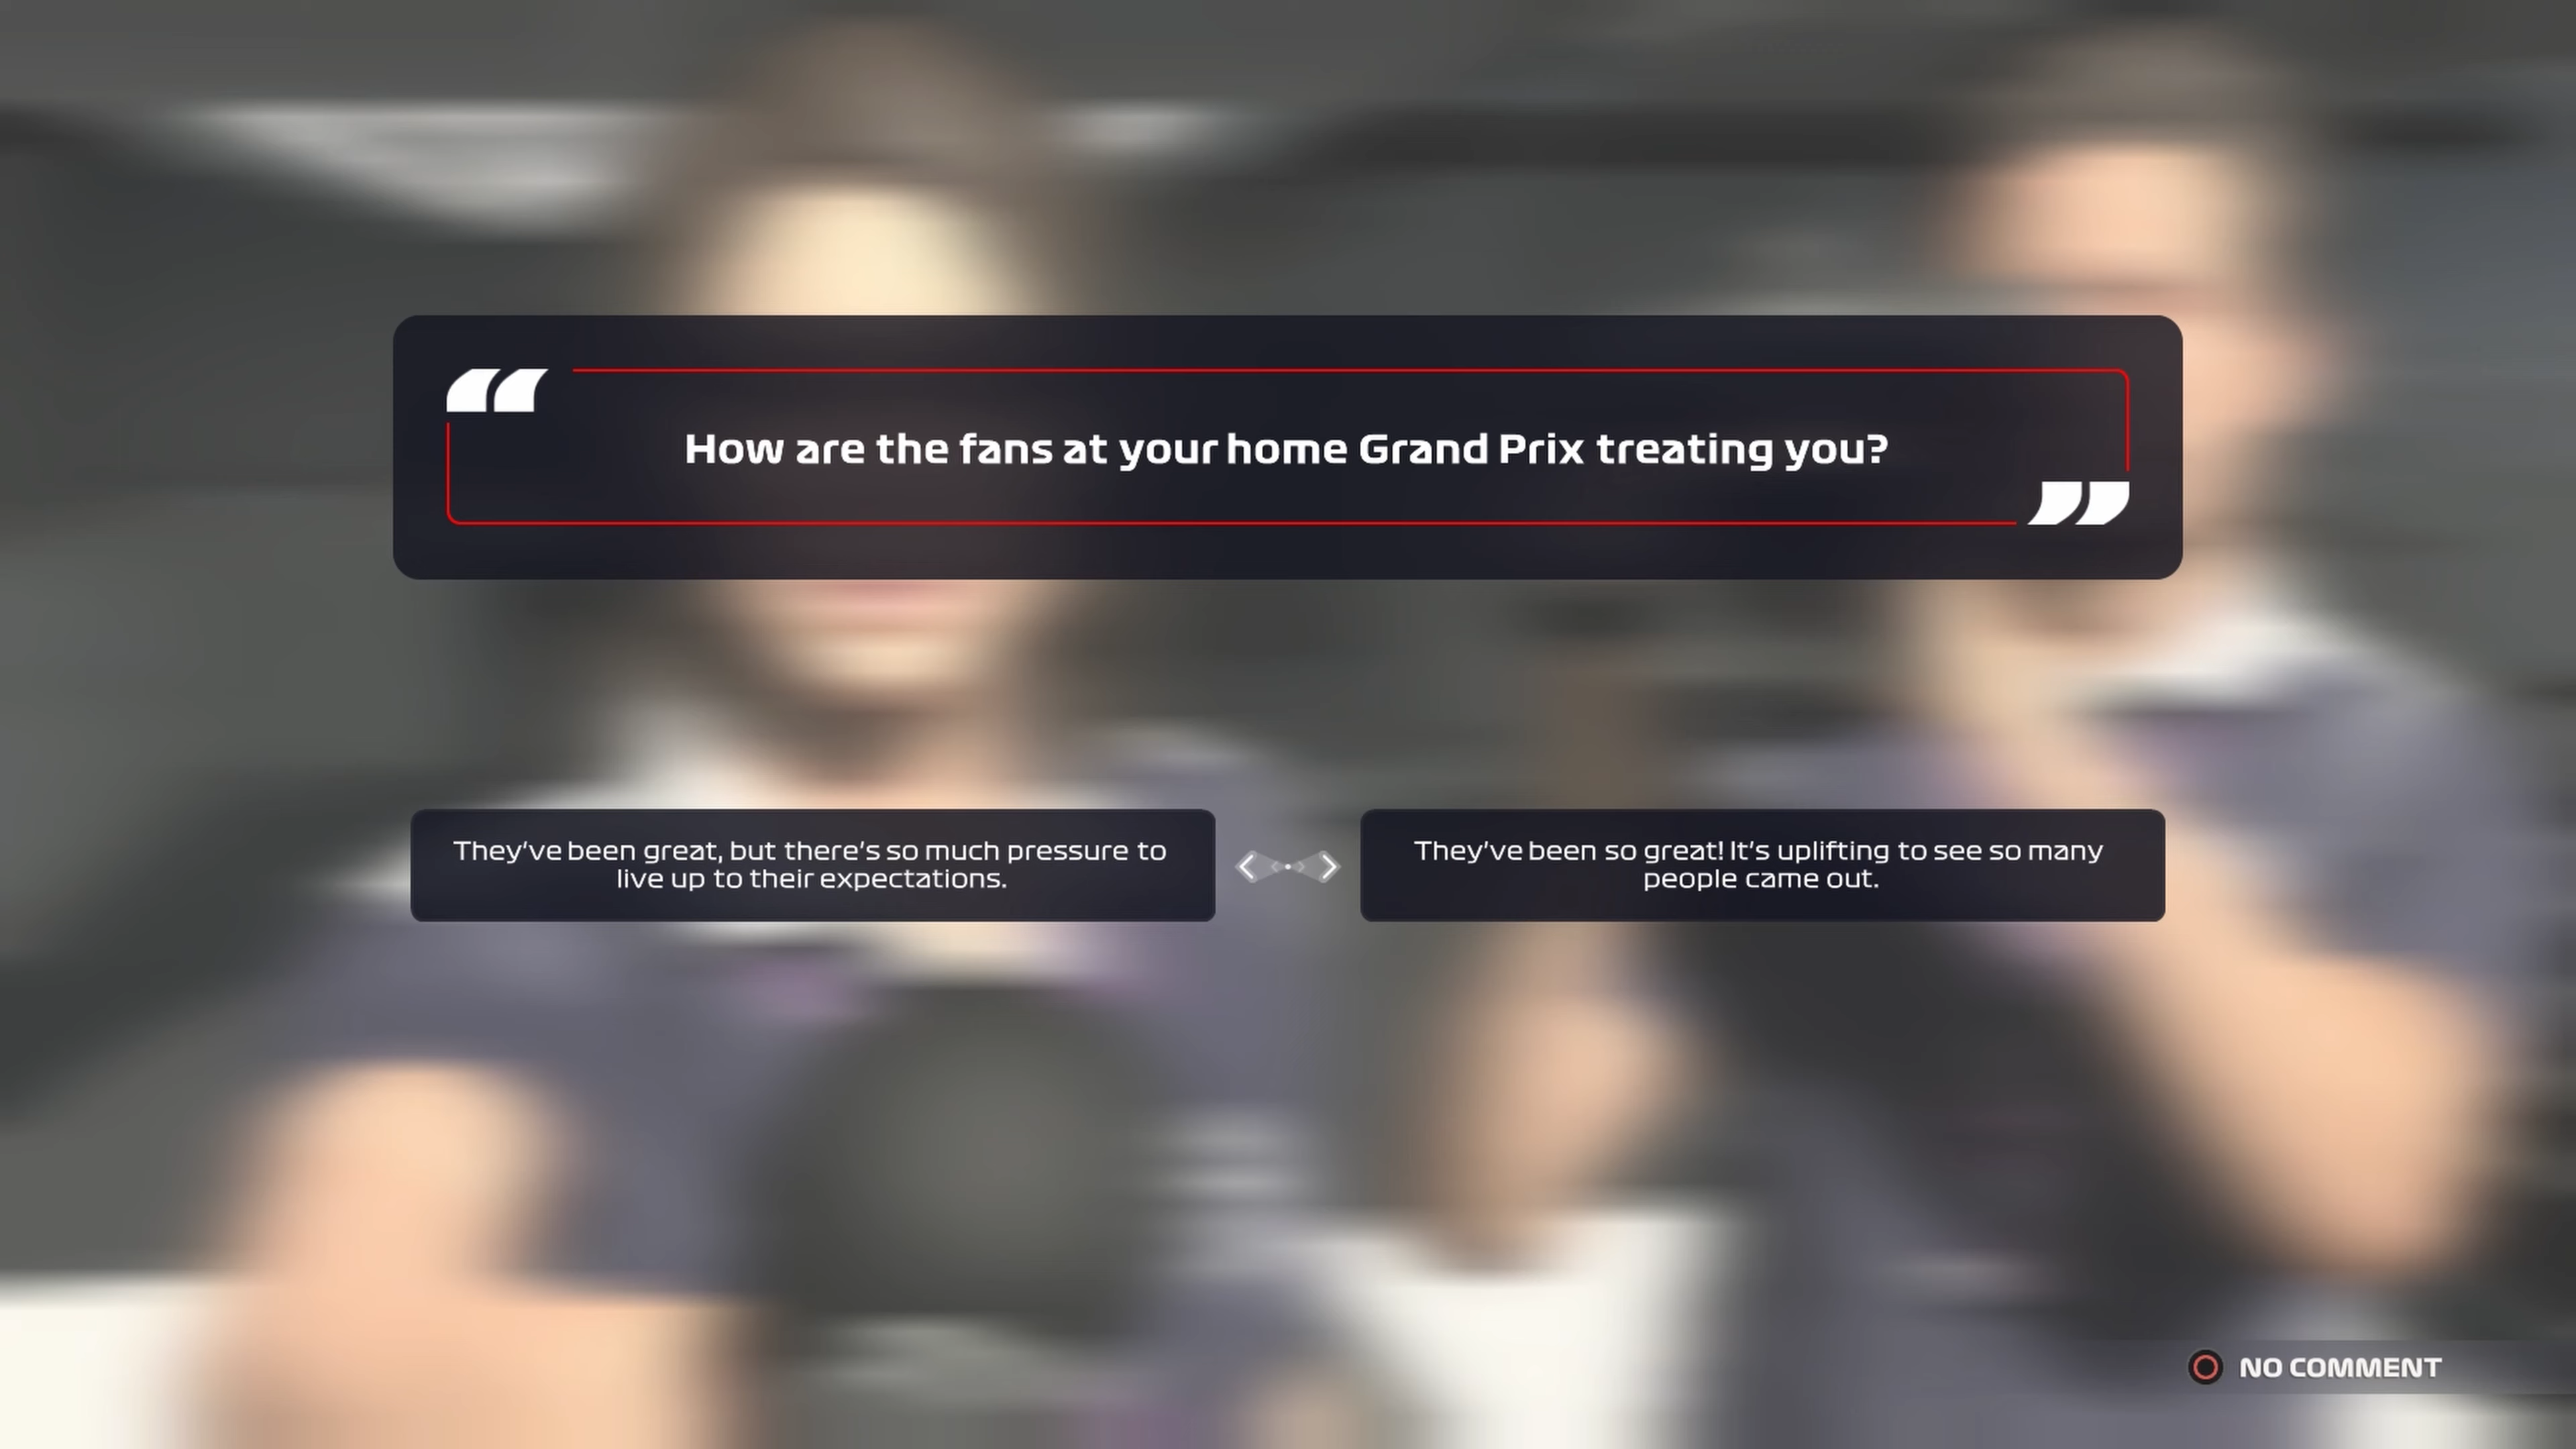 How are the fans at your home Grand Prix treating you?
They've been great, but there's so much pressure to
live up to their expectations.
They've been so great! It's uplifting to see so many
people came out.
NO COMMENT